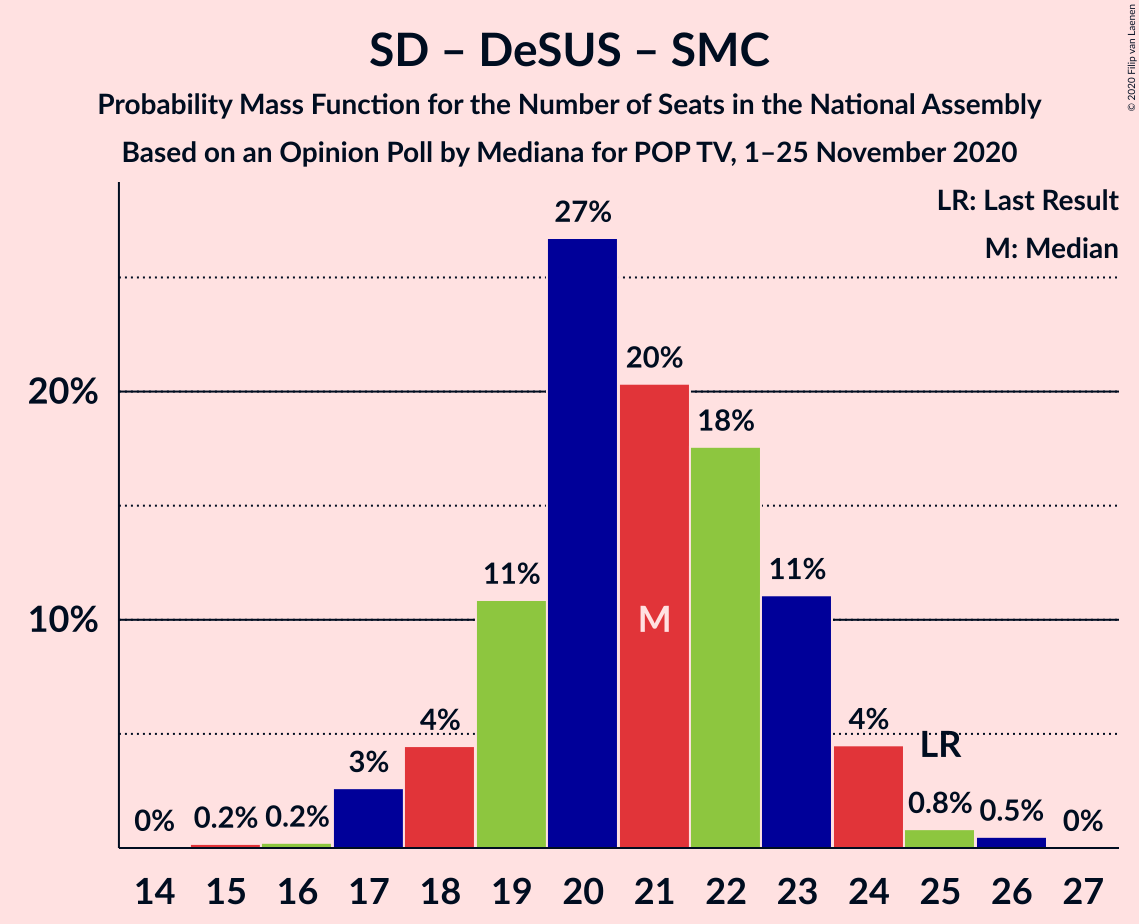 SD – DeSUS – SMC
Probability Mass Function for the Number of Seats in the National Assembly
Based on an Opinion Poll by Mediana for POP TV, 1–25 November 2020
© 2020 Filip van Laenen
LR: Last Result
M: Median
27%
20%
20%
18%
11%
11%
10%
M
4%
4%
LR
3%
0%
0.2%
0.2%
0.8%
0.5%
0%
14 15 16 17 18 19 20 21 22 23 24 25 26 27